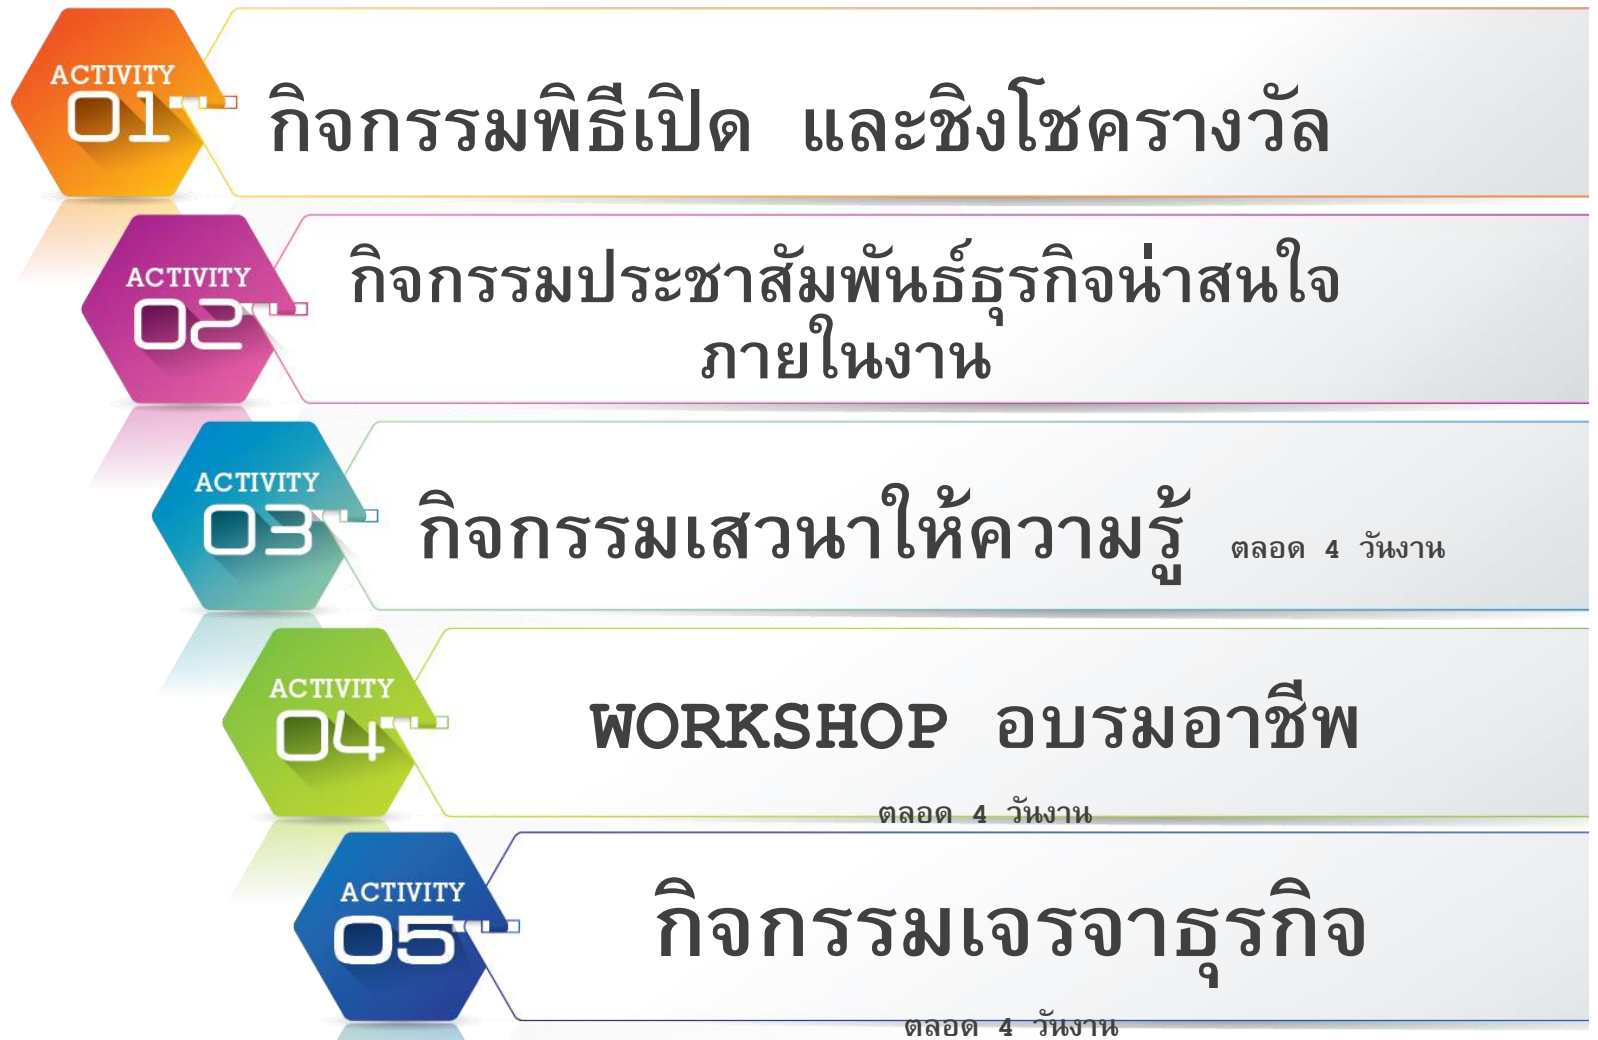 ACTIVITY
01
กิจกรรมพิธีเปิด และชิงโชครางวัล
ACTIVITY
02
กิจกรรมประชาสัมพันธ์ธุรกิจน่าสนใจ
ภายในงาน
ACTIVITY
03
กิจกรรมเสวนาให้ความรู้ ตลอด 4 วันงาน
ACTIVITY
04
WORKSHOP อบรมอาชีพ
ตลอด 4 วันงาน
ACTIVITY
05
กิจกรรมเจรจาธุรกิจ
ตลอด 4 วันงาน